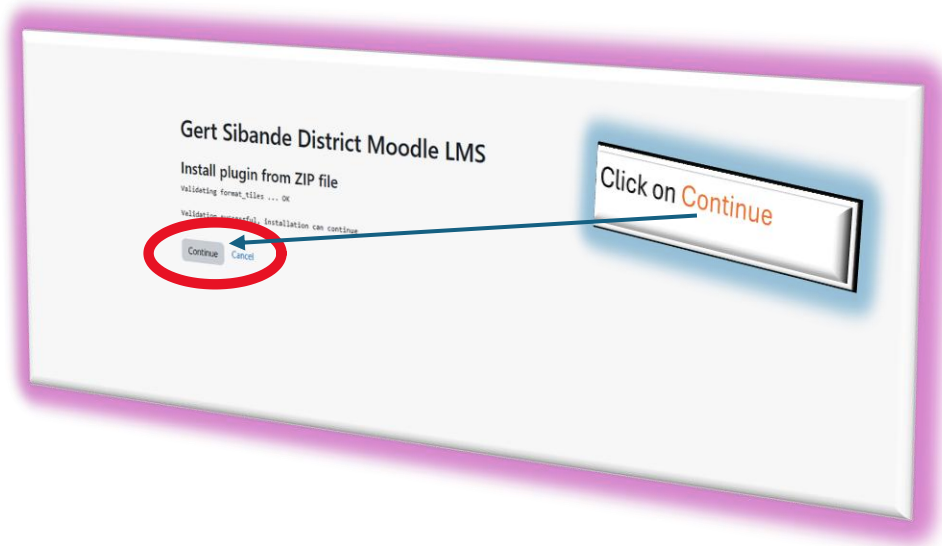 Gert Sibande District Moodle LMS
Install plugin from ZIP file
Validating format_tiles ... OK
Validation successful, installation can continue
Continue
Cancel
Click on Continue